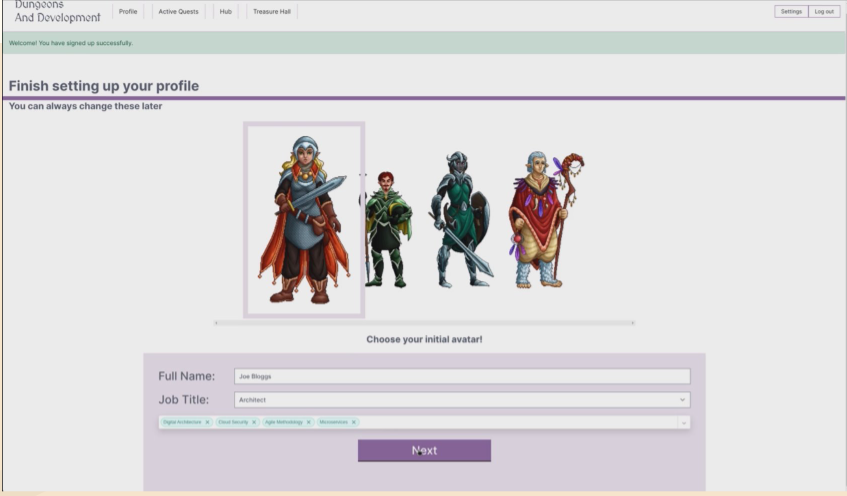 Dungeons
And Development
Profile
Active Quests
Hub
Treasure Hall
Settings
Log out
Welcome! You have signed up successfully.
Finish setting up your profile
You can always change these later
Choose your initial avatar!
Full Name:
Joe Bloggs
Job Title:
Architect
Digital Architecture × Cloud Security × Agile Methodology × Microservices ×
Next